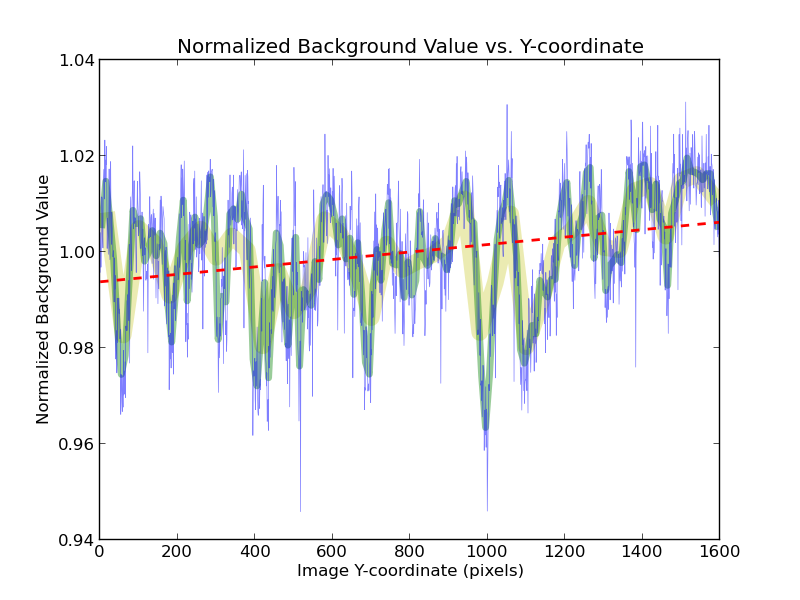 Normalized Background Value vs. Y-coordinate
Normalized Background Value
1.04
1.02
1.00
0.98
0.96
0.94
0 200 400 600 800 1000 1200 1400 1600
Image Y-coordinate (pixels)